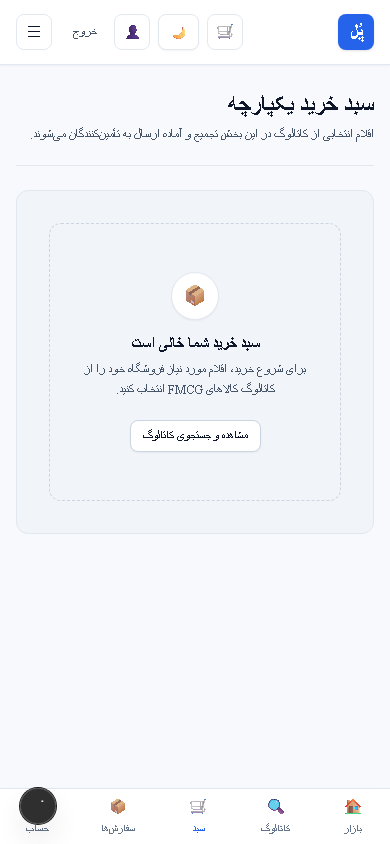 پُل
خروج
سبد خرید یکپارچه
اقلام انتخابی از کاتالوگ در این بخش تجمیع و آماده ارسال به تأمین‌کنندگان می‌شوند.
سبد خرید شما خالی است
برای شروع خرید، اقلام مورد نیاز فروشگاه خود را از
کاتالوگ کالاهای FMCG انتخاب کنید.
مشاهده و جستجوی کاتالوگ
بازار
کاتالوگ
سبد
سفارش‌ها
حساب